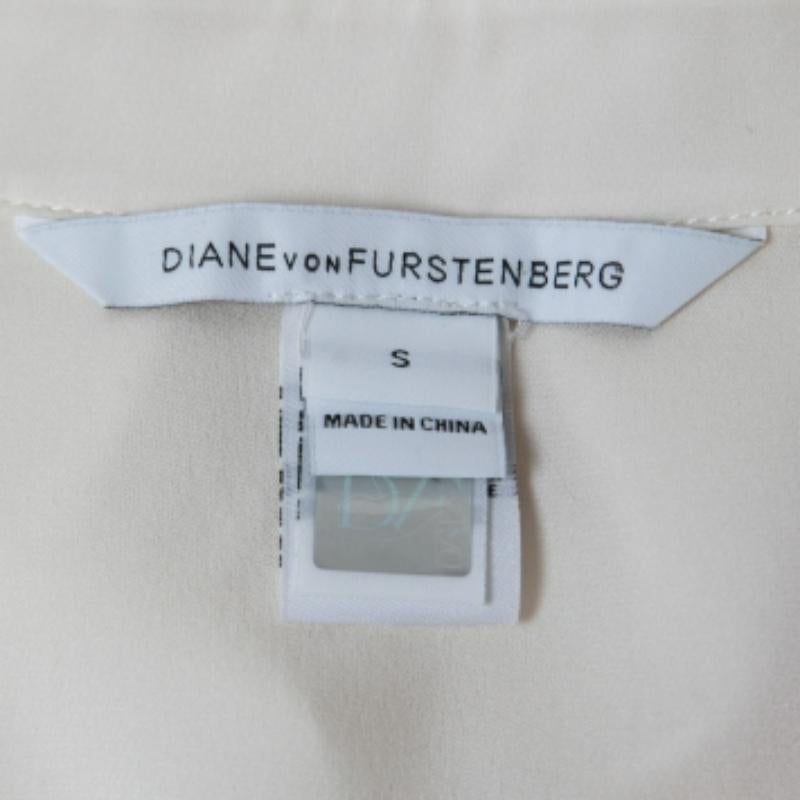 DIANE VON FURSTENBERG
S
MADE IN CHINA
E